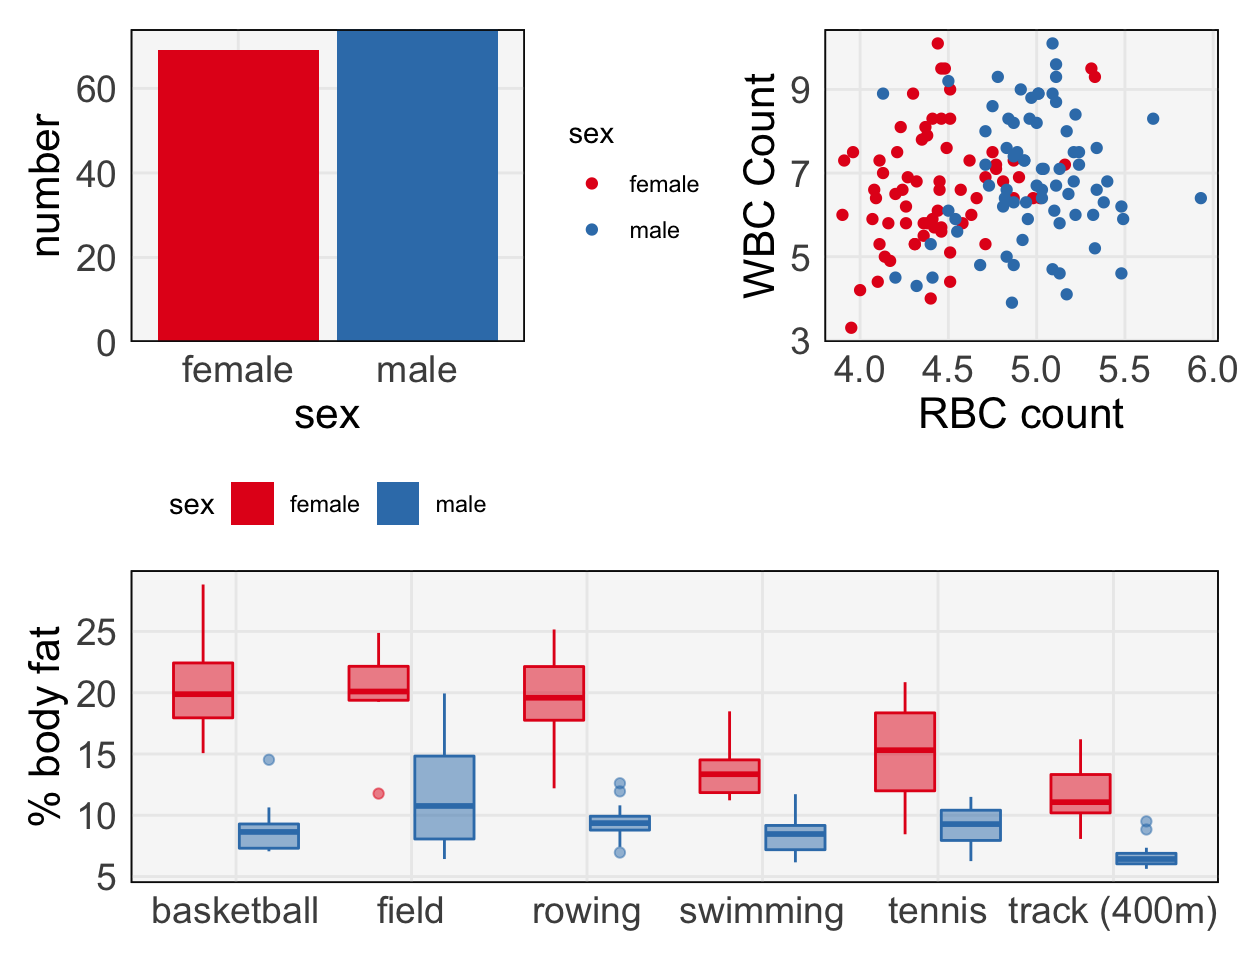 number
60
40
20
0
female male
sex
sex
female
male
WBC Count
9
7
5
3
4.0 4.5 5.0 5.5 6.0
RBC count
sex female male
% body fat
25
20
15
10
5
basketball field rowing swimming tennis track (400m)